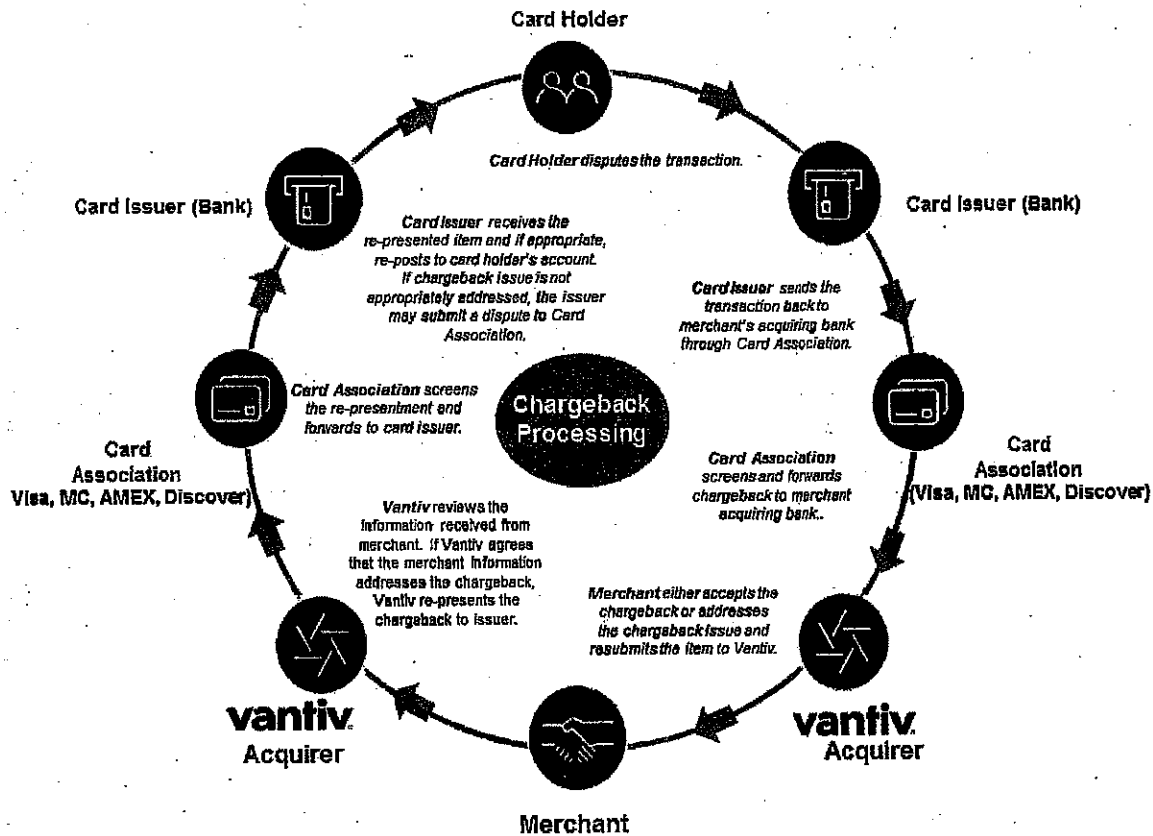 Card Holder
Card Holder disputes the transaction.
Card Issuer (Bank)
Card Issuer sends the
transaction back to
merchant's acquiring bank
through Card Association.
Card
Association
(Visa, MC, AMEX, Discover)
Card Association
screens and forwards
chargeback to merchant
acquiring bank..
vantiv.
Acquirer
Merchant either accepts the
chargeback or addresses
the chargeback issue and
resubmits the item to Vantiv.
Merchant
vantiv.
Acquirer
Vantiv reviews the
information received from
merchant. If Vantiv agrees
that the merchant information
addresses the chargeback,
Vantiv re-presents the
chargeback to issuer.
Card
Association
Visa, MC, AMEX, Discover)
Card Association screens
the re-presentment and
forwards to card issuer.
Card Issuer (Bank)
Card Issuer receives the
re-presented item and if appropriate,
re-posts to card holder's account.
If chargeback issue is not
appropriately addressed, the issuer
may submit a dispute to Card
Association.
Chargeback
Processing